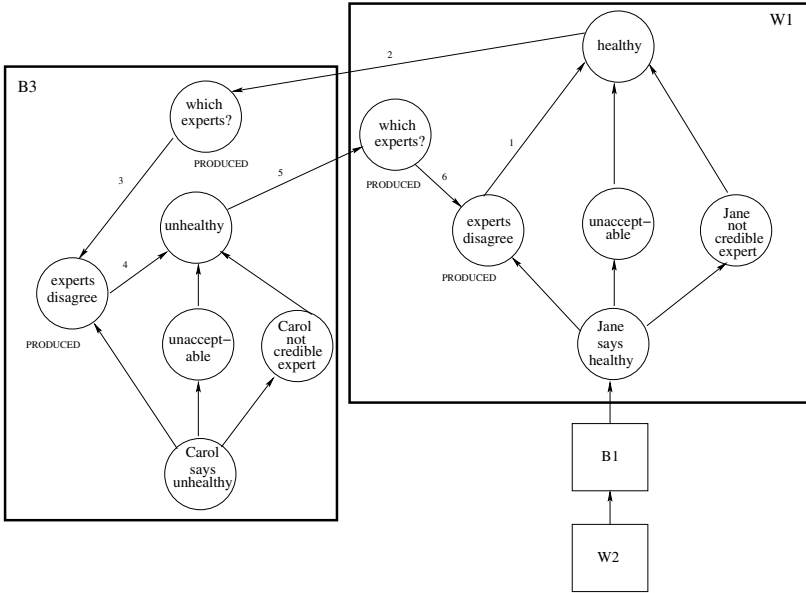 W1
healthy
2
B3
which
experts?
PRODUCED
which
experts?
PRODUCED
1
3
5
6
unhealthy
experts
disagree
PRODUCED
unaccept-
able
Jane
not
credible
expert
4
experts
disagree
PRODUCED
unaccept-
able
Carol
not
credible
expert
Jane
says
healthy
Carol
says
unhealthy
B1
W2